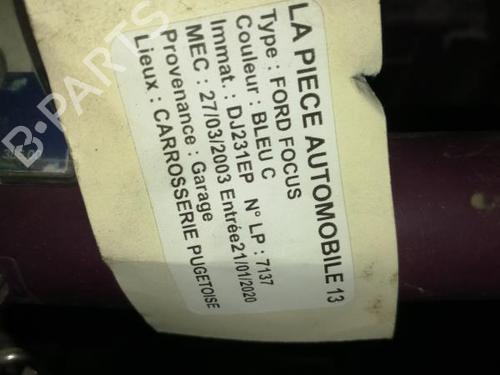 LA PIECE AUTOMOBILE 13
Type : FORD FOCUS
Couleur : BLEU C
Immat. : DJ231EP N° LP : 7137
MEC : 27/03/2003 Entrée21/01/2020
Provenance : Garage
Lieux : CARROSSERIE PUGETOISE
B-PARTS